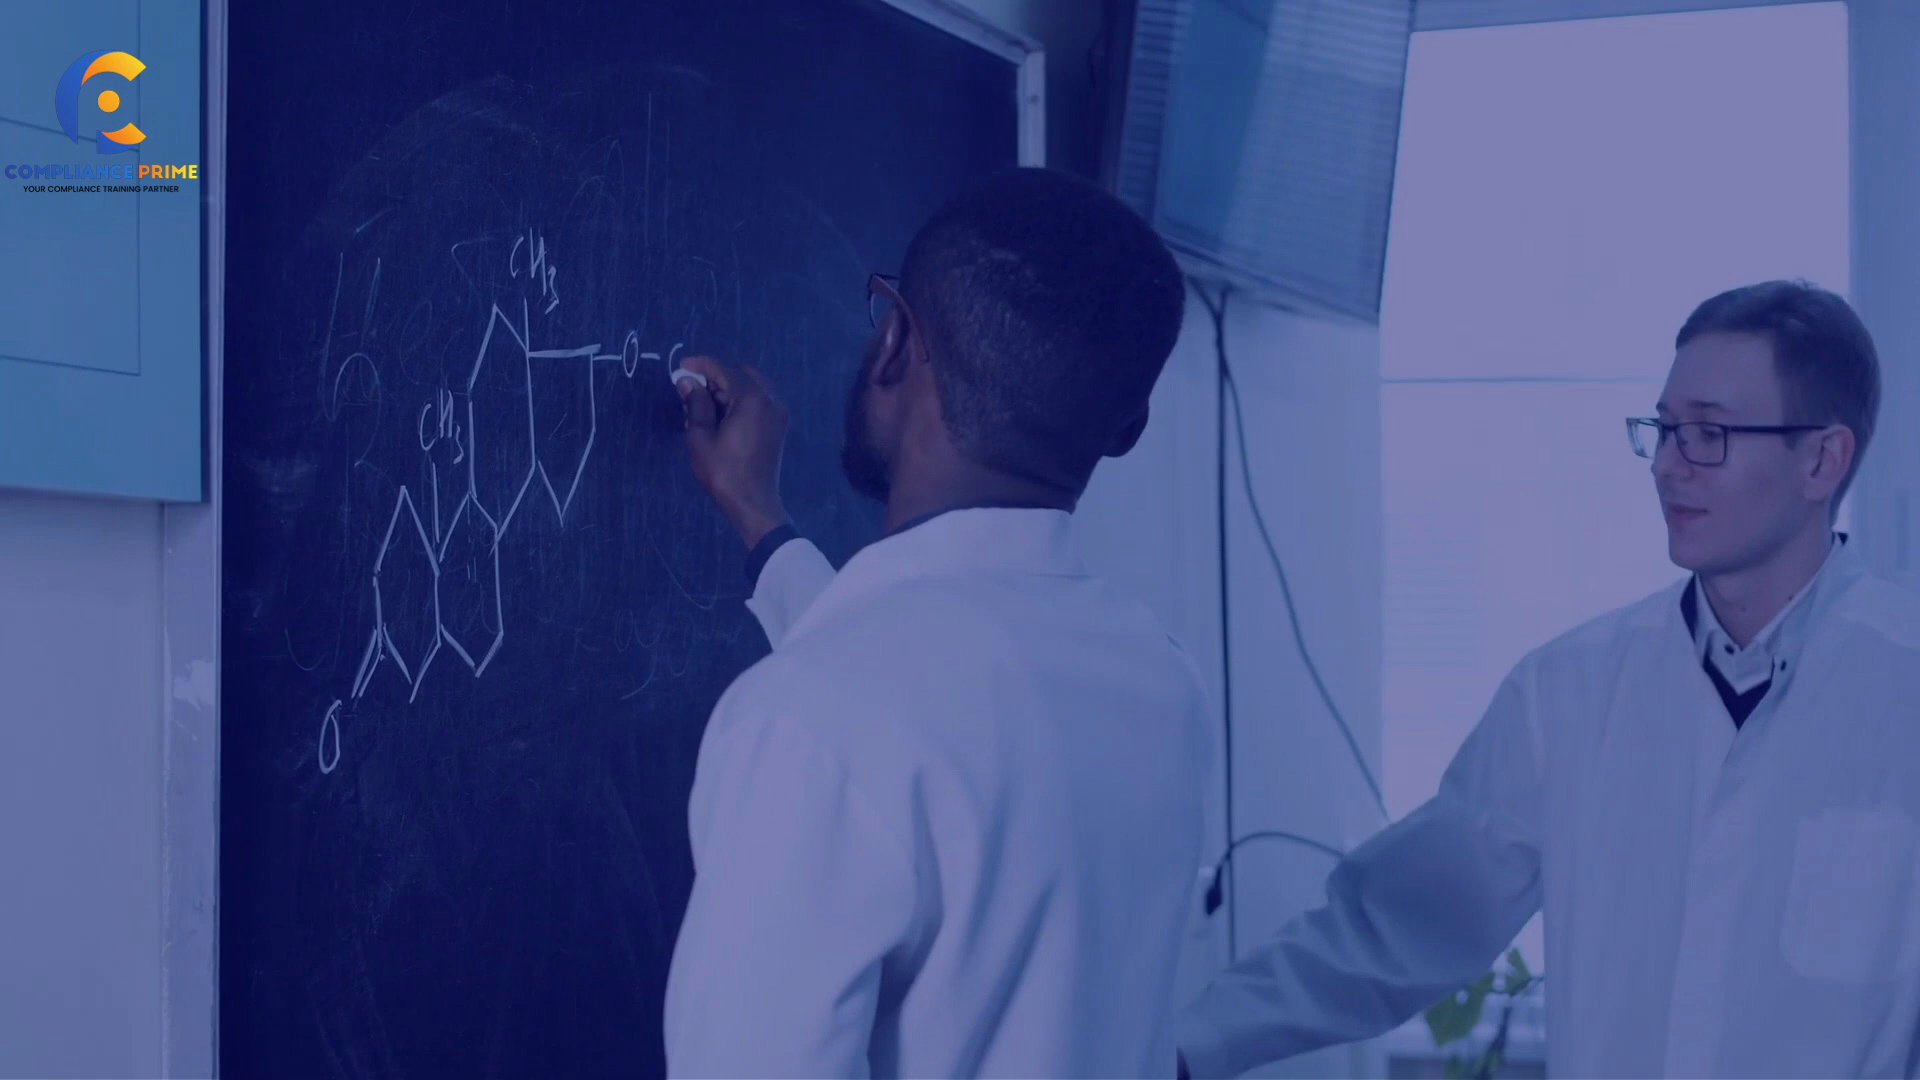 COMPLIANCE PRIME
YOUR COMPLIANCE TRAINING PARTNER
CH3
O-C
CH3
O